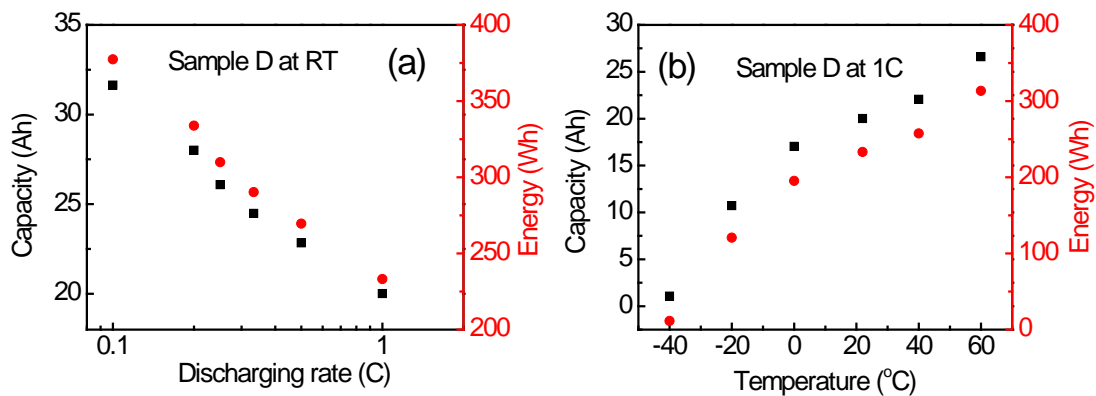 Sample D at RT
(a)
35
30
25
20
Capacity (Ah)
400
350
300
250
200
Energy (Wh)
0.1
1
Discharging rate (C)
(b)
Sample D at 1C
30
25
20
15
10
5
0
Capacity (Ah)
400
300
200
100
0
Energy (Wh)
-40 -20 0 20 40 60
Temperature (°C)